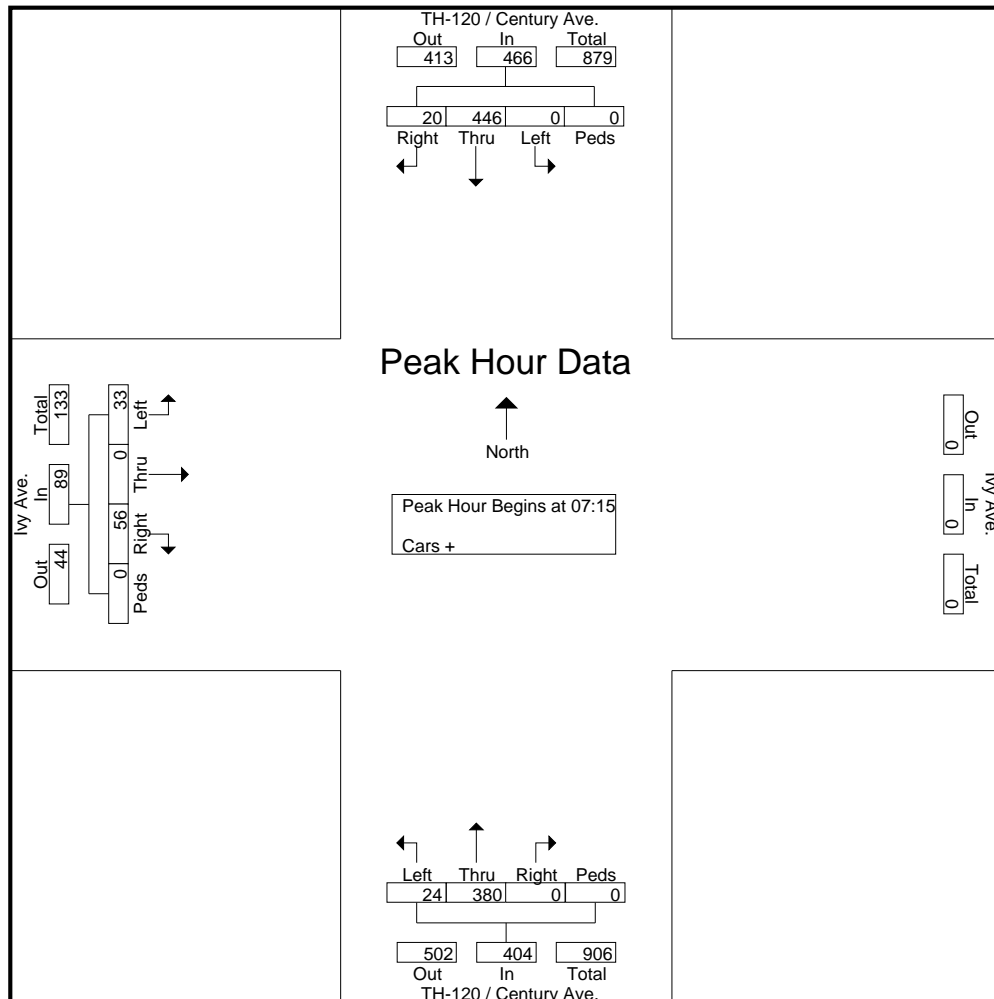 TH-120 / Century Ave.
Out In Total
413 466 879
20 446 0 0
Right Thru Left Peds
Peak Hour Data
North
Peak Hour Begins at 07:15
Cars +
Ivy Ave.
Total In Out
133 89 44
33 0 56 0
Left Thru Right Peds
Ivy Ave.
Out In Total
0 0 0
Left Thru Right Peds
24 380 0 0
502 404 906
Out In Total
TH-120 / Century Ave.